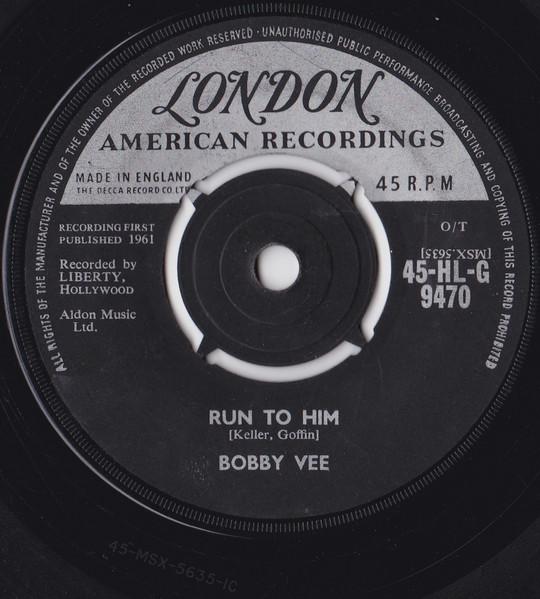 ALL RIGHTS OF THE MANUFACTURER AND OF THE OWNER OF THE RECORDED WORK RESERVED · UNAUTHORISED PUBLIC PERFORMANCE BROADCASTING AND COPYING OF THIS RECORD PROHIBITED
LONDON
AMERICAN RECORDINGS
MADE IN ENGLAND
THE DECCA RECORD CO. LTD.
45 R.P.M
RECORDING FIRST
PUBLISHED 1961
O/T
[MSX.5635]
Recorded by
LIBERTY,
HOLLYWOOD
45-HL-G
9470
Aldon Music
Ltd.
RUN TO HIM
[Keller, Goffin]
BOBBY VEE
45-MSX-5635-1C